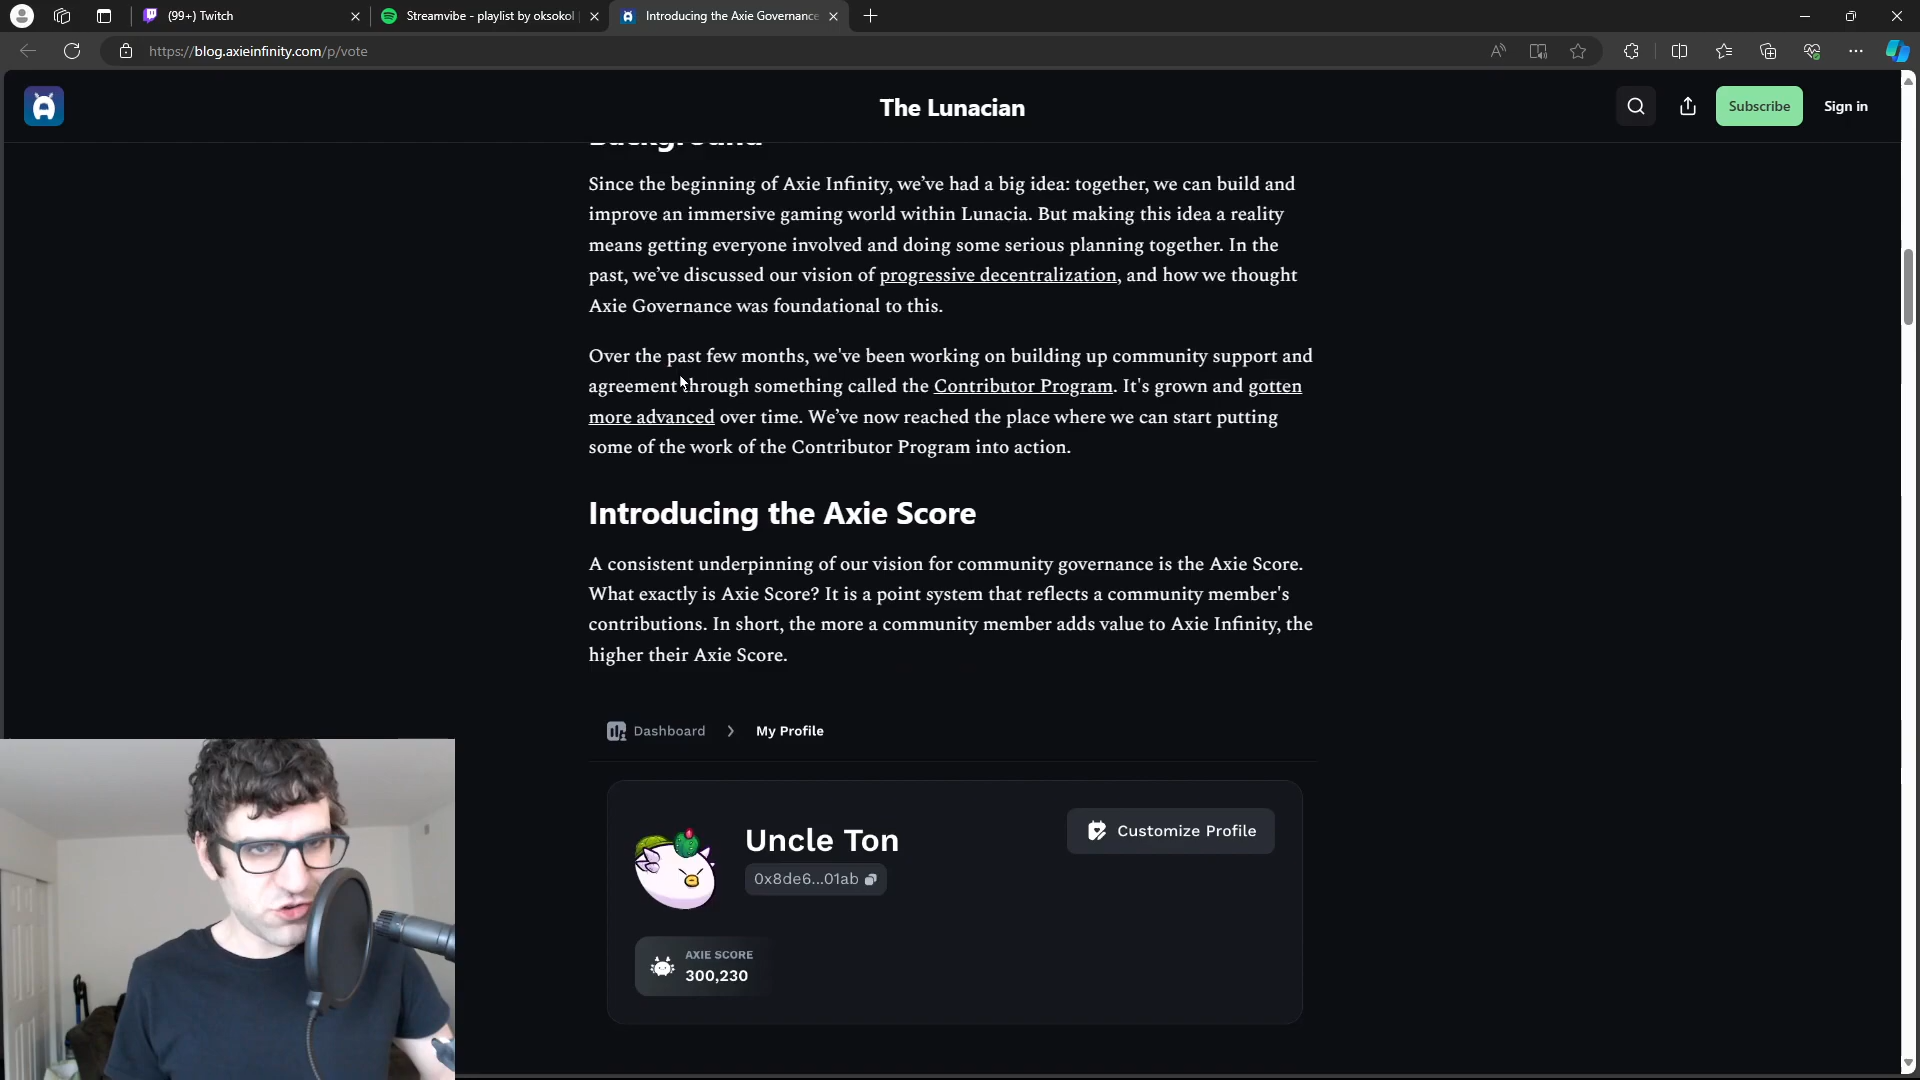 (99+) Twitch
Streamvibe - playlist by oksokol
Introducing the Axie Governance
https://blog.axieinfinity.com/p/vote
The Lunacian
Subscribe
Sign in
Background
Since the beginning of Axie Infinity, we’ve had a big idea: together, we can build and
improve an immersive gaming world within Lunacia. But making this idea a reality
means getting everyone involved and doing some serious planning together. In the
past, we’ve discussed our vision of progressive decentralization, and how we thought
Axie Governance was foundational to this.
Over the past few months, we've been working on building up community support and
agreement through something called the Contributor Program. It's grown and gotten
more advanced over time. We’ve now reached the place where we can start putting
some of the work of the Contributor Program into action.
Introducing the Axie Score
A consistent underpinning of our vision for community governance is the Axie Score.
What exactly is Axie Score? It is a point system that reflects a community member's
contributions. In short, the more a community member adds value to Axie Infinity, the
higher their Axie Score.
Dashboard > My Profile
Uncle Ton
Customize Profile
0x8de6...01ab
AXIE SCORE
300,230